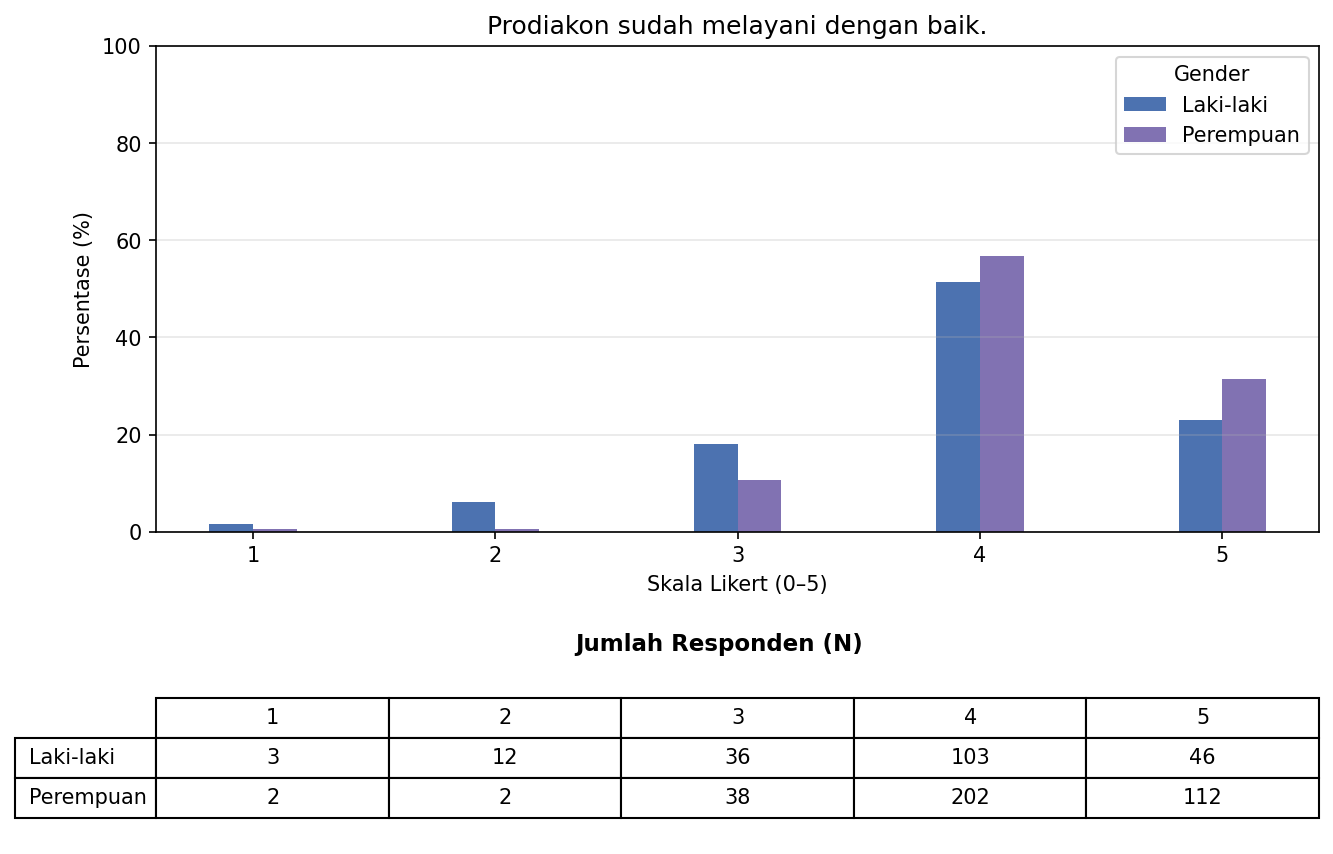 Prodiakon sudah melayani dengan baik.
100
80
60
40
20
0
Persentase (%)
Gender
Laki-laki
Perempuan
1 2 3 4 5
Skala Likert (0–5)
Jumlah Responden (N)
1 2 3 4 5
Laki-laki 3 12 36 103 46
Perempuan 2 2 38 202 112